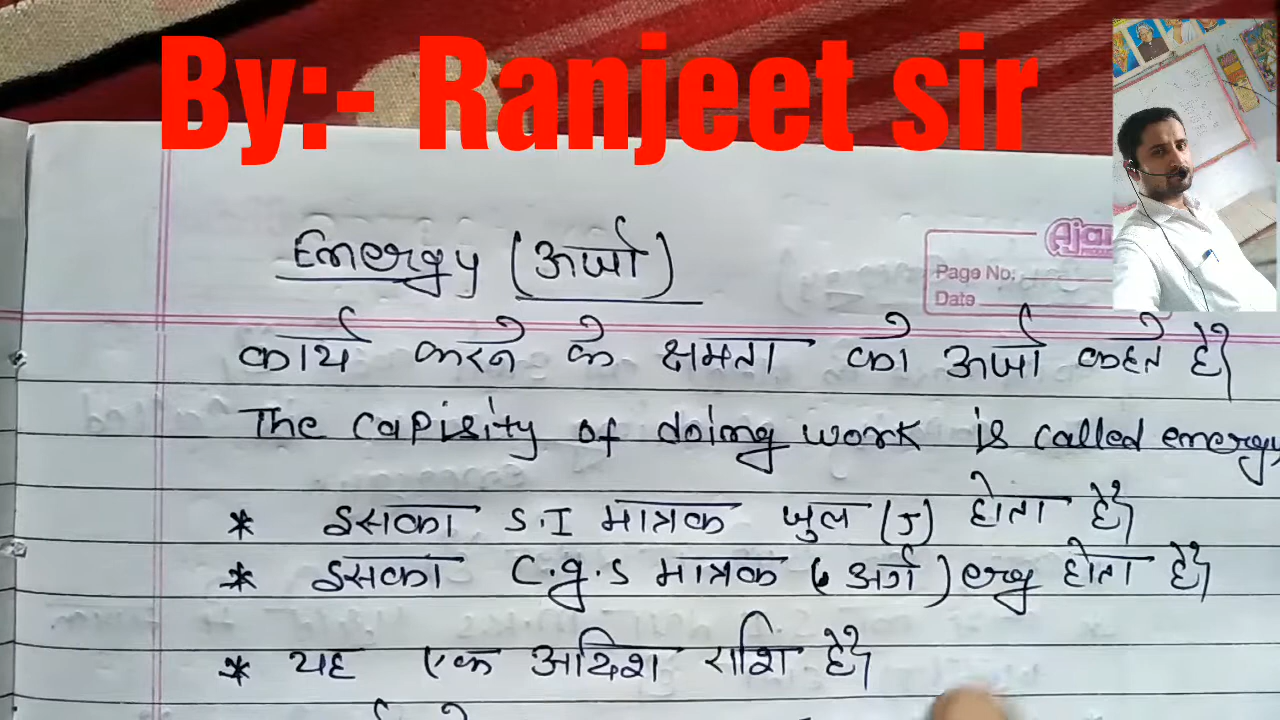 By:- Ranjeet sir
Energy (ऊर्जा)
Page No:
Date
कार्य करने के क्षमता को ऊर्जा कहते है।
The capisity of doing work is called energy
* इसका S.I मात्रक जुल (J) होता है।
* इसका C.g.s मात्रक (अर्ग) erg होता है।
* यह एक अदिश राशि है।